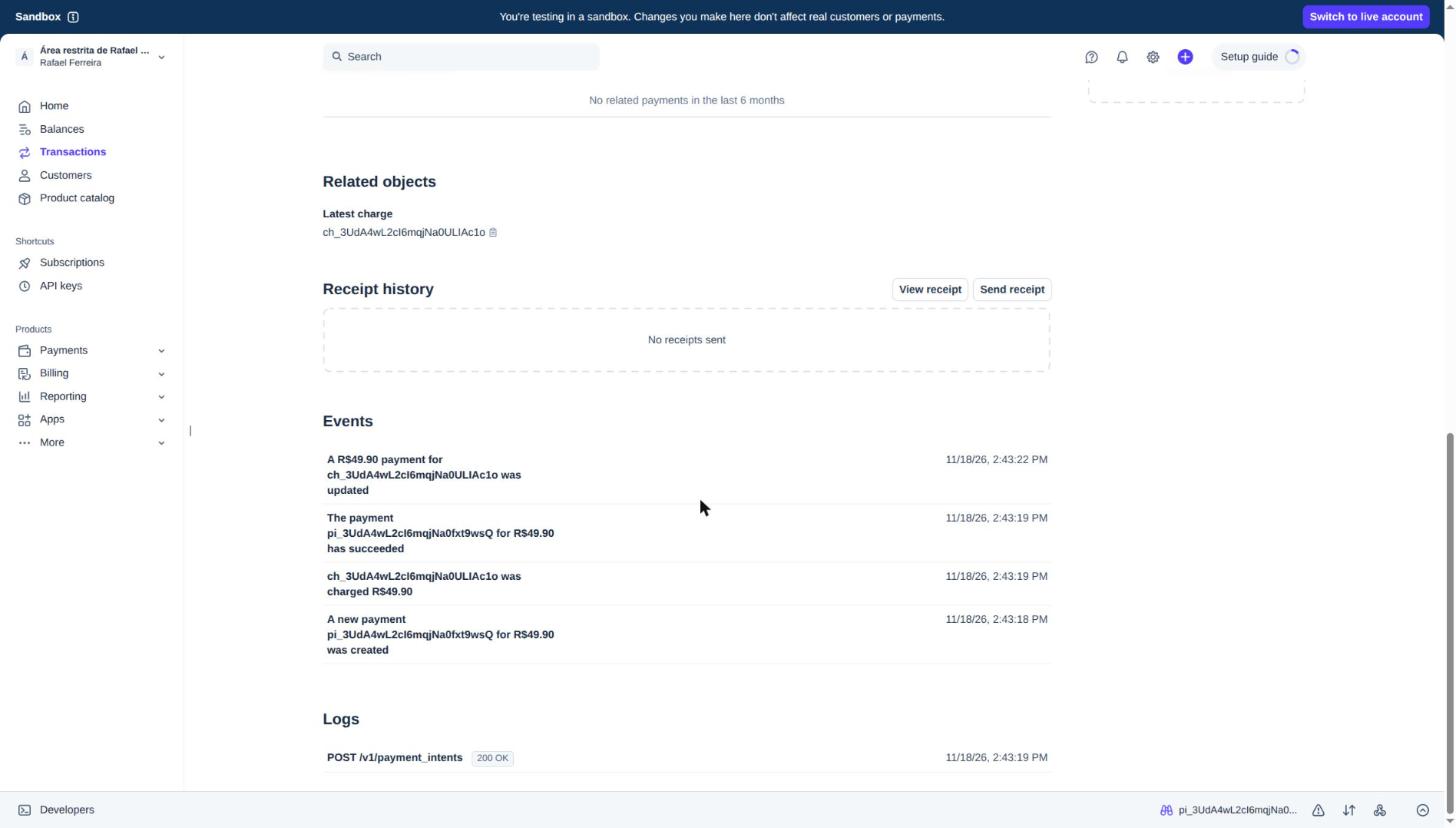 Sandbox
You're testing in a sandbox. Changes you make here don't affect real customers or payments.
Switch to live account
Á
Área restrita de Rafael ...
Rafael Ferreira
Search
Setup guide
Home
Balances
Transactions
Customers
Product catalog
Shortcuts
Subscriptions
API keys
Products
Payments
Billing
Reporting
Apps
More
No related payments in the last 6 months
Related objects
Latest charge
ch_3UdA4wL2cI6mqjNa0ULIAc1o
Receipt history
View receipt
Send receipt
No receipts sent
Events
A R$49.90 payment for
ch_3UdA4wL2cI6mqjNa0ULIAc1o was
updated
11/18/26, 2:43:22 PM
The payment
pi_3UdA4wL2cI6mqjNa0fxt9wsQ for R$49.90
has succeeded
11/18/26, 2:43:19 PM
ch_3UdA4wL2cI6mqjNa0ULIAc1o was
charged R$49.90
11/18/26, 2:43:19 PM
A new payment
pi_3UdA4wL2cI6mqjNa0fxt9wsQ for R$49.90
was created
11/18/26, 2:43:18 PM
Logs
POST /v1/payment_intents
200 OK
11/18/26, 2:43:19 PM
Developers
pi_3UdA4wL2cI6mqjNa0...